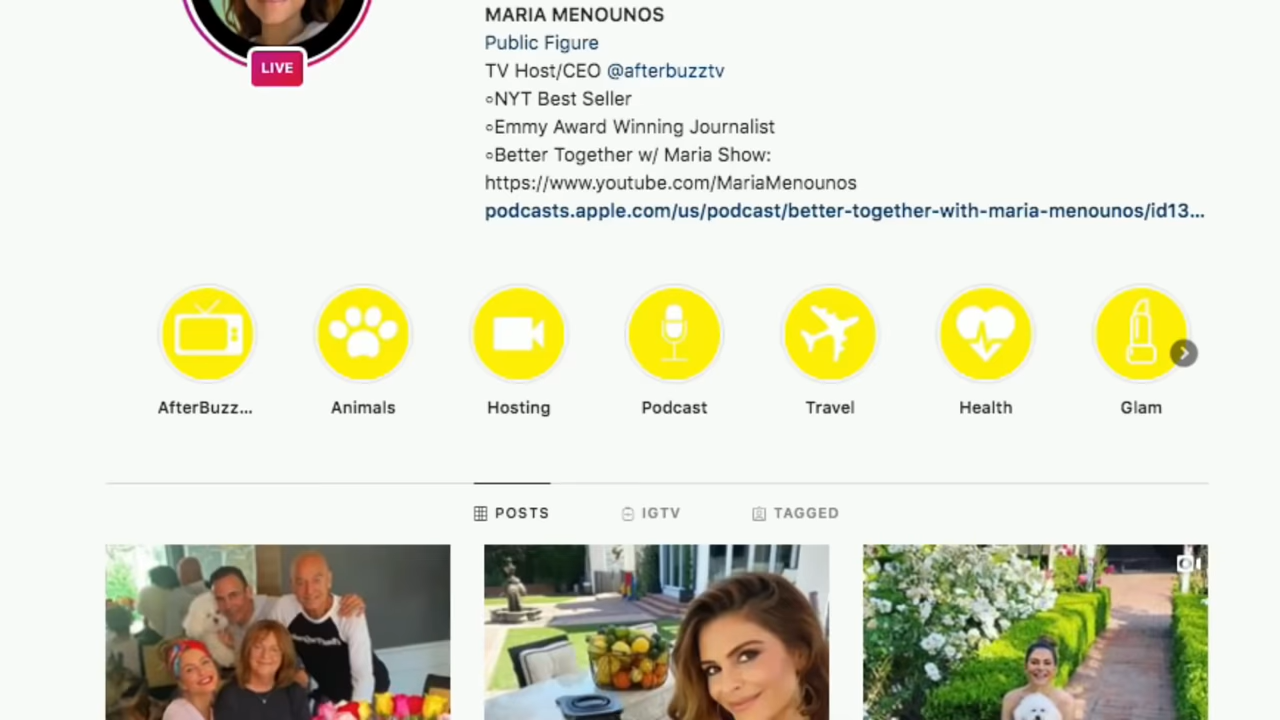 MARIA MENOUNOS
Public Figure
TV Host/CEO @afterbuzztv
◦NYT Best Seller
◦Emmy Award Winning Journalist
◦Better Together w/ Maria Show:
https://www.youtube.com/MariaMenounos
podcasts.apple.com/us/podcast/better-together-with-maria-menounos/id13...
LIVE
AfterBuzz...
Animals
Hosting
Podcast
Travel
Health
Glam
POSTS
IGTV
TAGGED